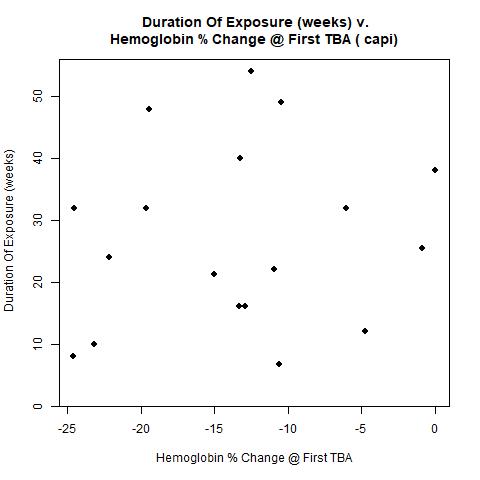 Duration Of Exposure (weeks) v.
Hemoglobin % Change @ First TBA ( capi)
50
40
30
20
10
0
Duration Of Exposure (weeks)
-25 -20 -15 -10 -5 0
Hemoglobin % Change @ First TBA